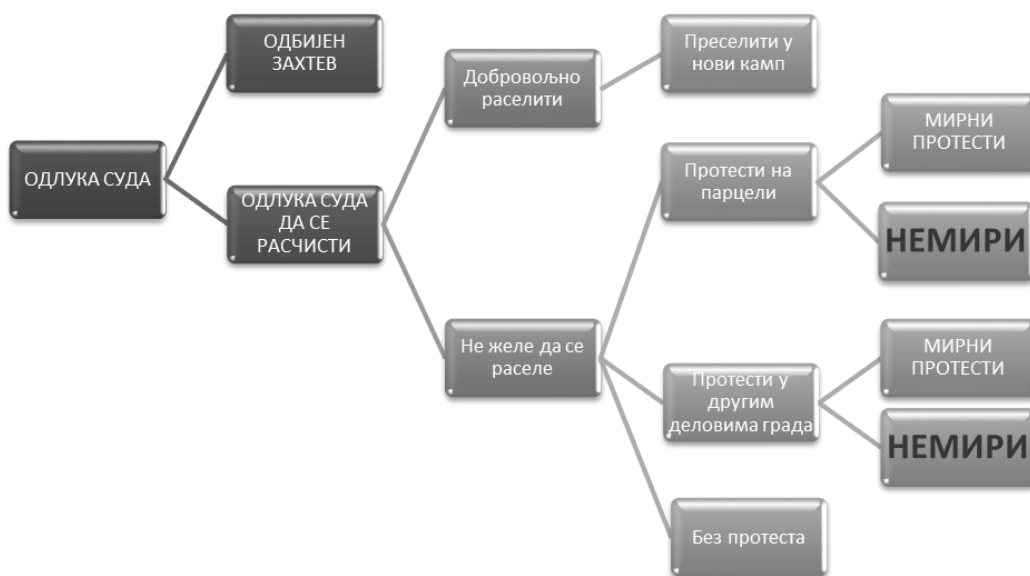 ОДЛУКА СУДА
ОДБИЈЕН
ЗАХТЕВ
ОДЛУКА СУДА
ДА СЕ
РАСЧИСТИ
Добровољно
раселити
Не желе да се
раселе
Преселити у
нови камп
Протести на
парцели
Протести у
другим
деловима града
Без протеста
МИРНИ
ПРОТЕСТИ
НЕМИРИ
МИРНИ
ПРОТЕСТИ
НЕМИРИ